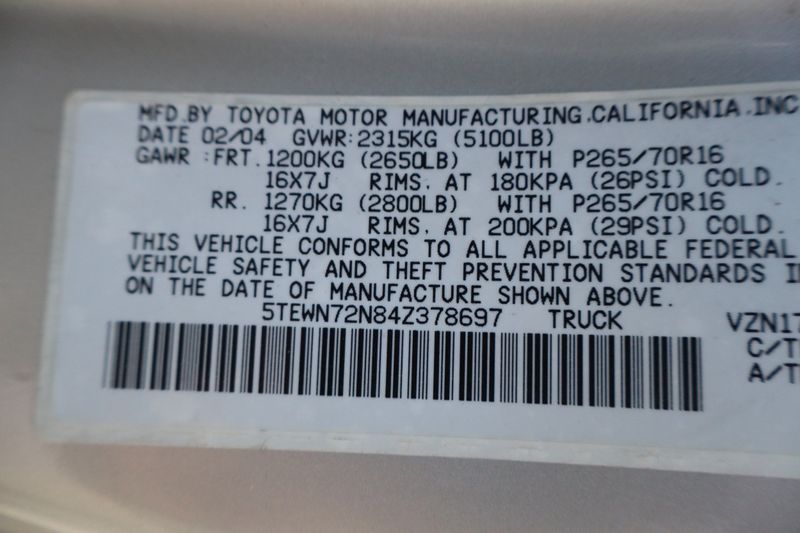 MFD.BY TOYOTA MOTOR MANUFACTURING.CALIFORNIA.INC
DATE 02/04 GVWR:2315KG (5100LB)
GAWR:FRT.1200KG (2650LB) WITH P265/70R16
16X7J RIMS. AT 180KPA (26PSI) COLD.
RR. 1270KG (2800LB) WITH P265/70R16
16X7J RIMS. AT 200KPA (29PSI) COLD.
THIS VEHICLE CONFORMS TO ALL APPLICABLE FEDERAL
VEHICLE SAFETY AND THEFT PREVENTION STANDARDS
ON THE DATE OF MANUFACTURE SHOWN ABOVE.
5TEWN72N84Z378697 TRUCK VZN17
C/T
A/T